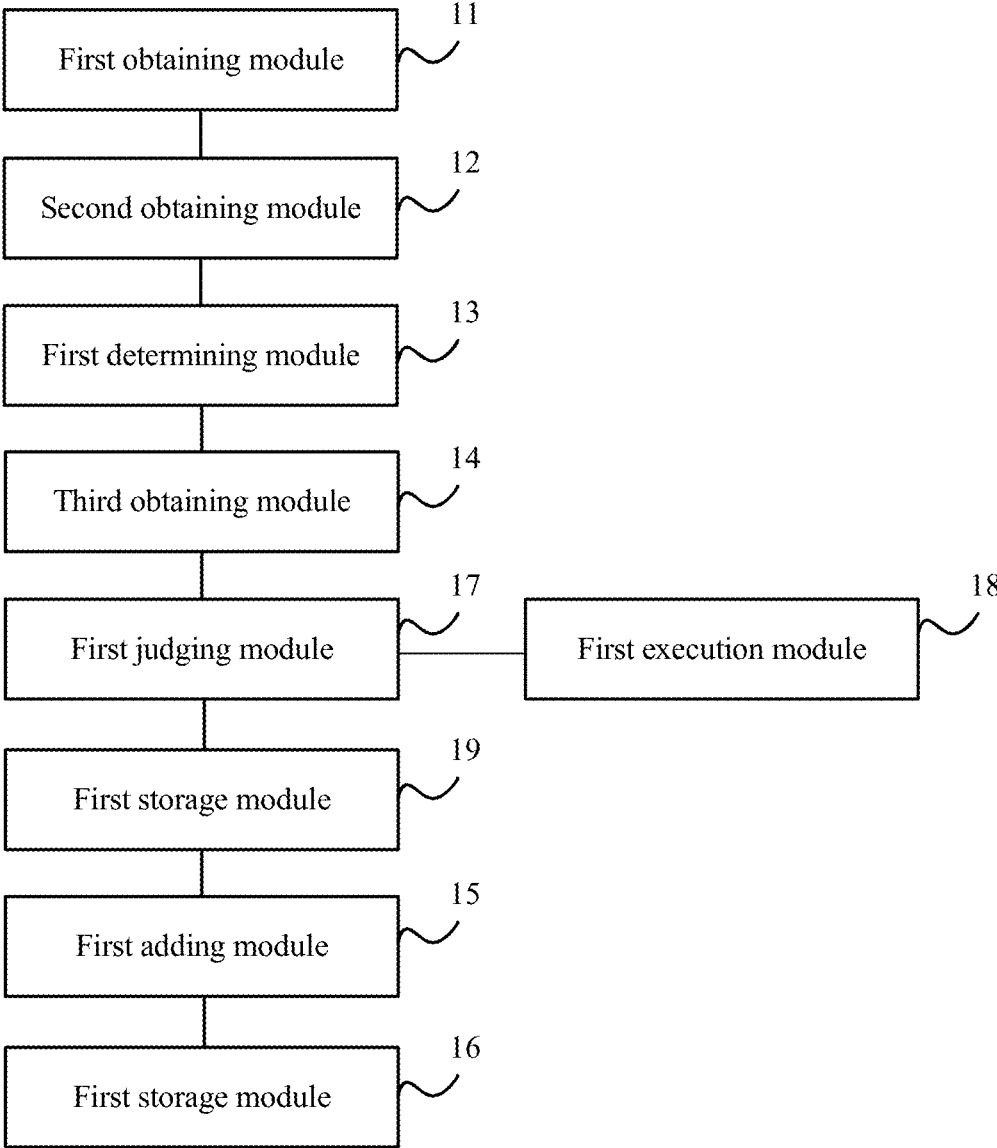 11
First obtaining module
12
Second obtaining module
13
First determining module
14
Third obtaining module
17
First judging module
18
First execution module
19
First storage module
15
First adding module
16
First storage module